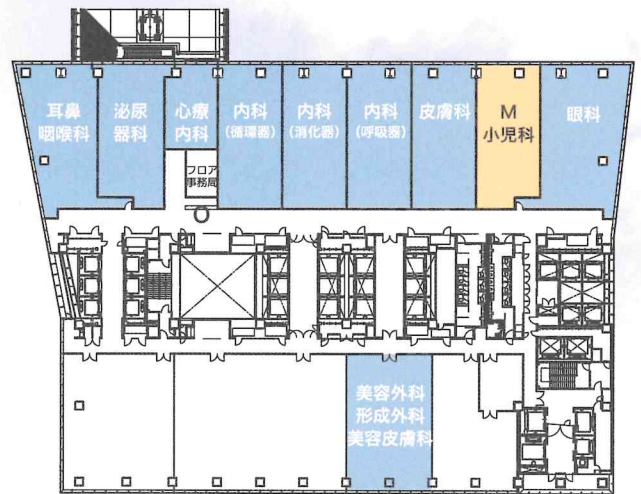 耳鼻
咽喉科
泌尿
器科
心療
内科
内科
(循環器)
内科
(消化器)
内科
(呼吸器)
皮膚科
M
小児科
眼科
フロア
事務局
美容外科
形成外科
美容皮膚科